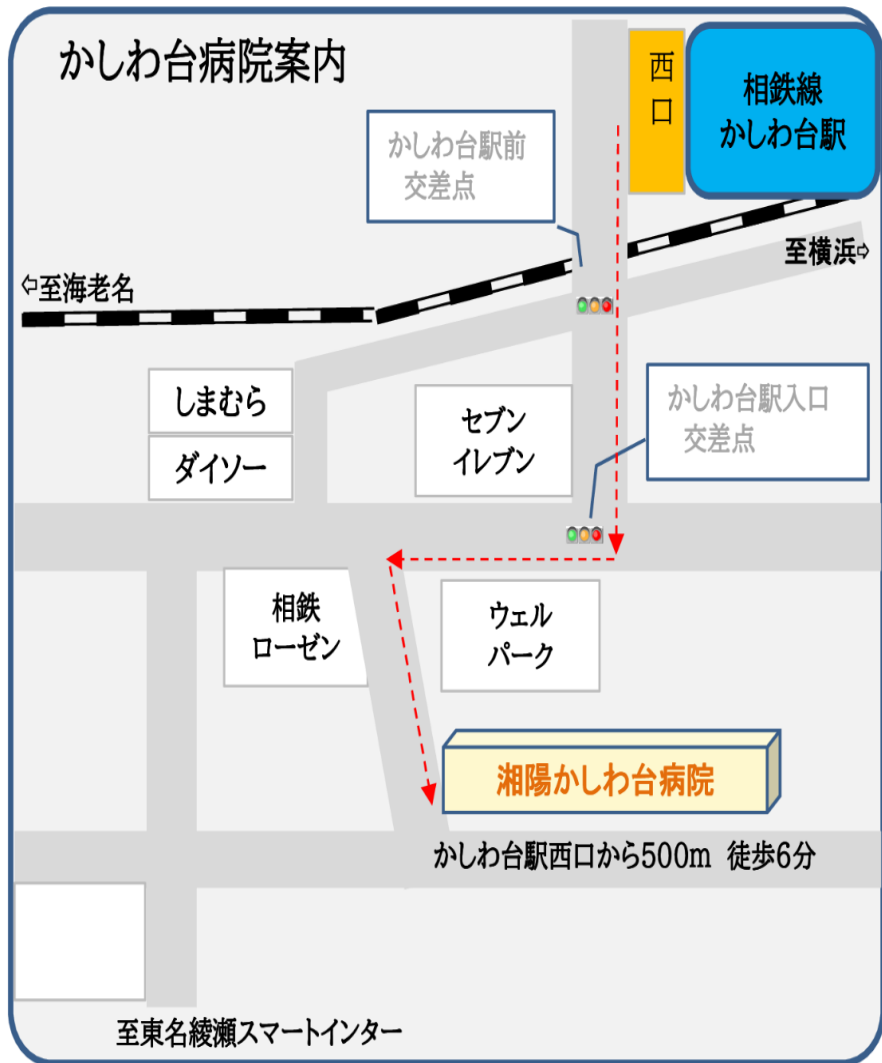 かしわ台病院案内
西
口
相鉄線
かしわ台駅
かしわ台駅前
交差点
至横浜⇨
⇦至海老名
しまむら
ダイソー
セブン
イレブン
かしわ台駅入口
交差点
相鉄
ローゼン
ウェル
パーク
湘陽かしわ台病院
かしわ台駅西口から500m 徒歩6分
至東名綾瀬スマートインター